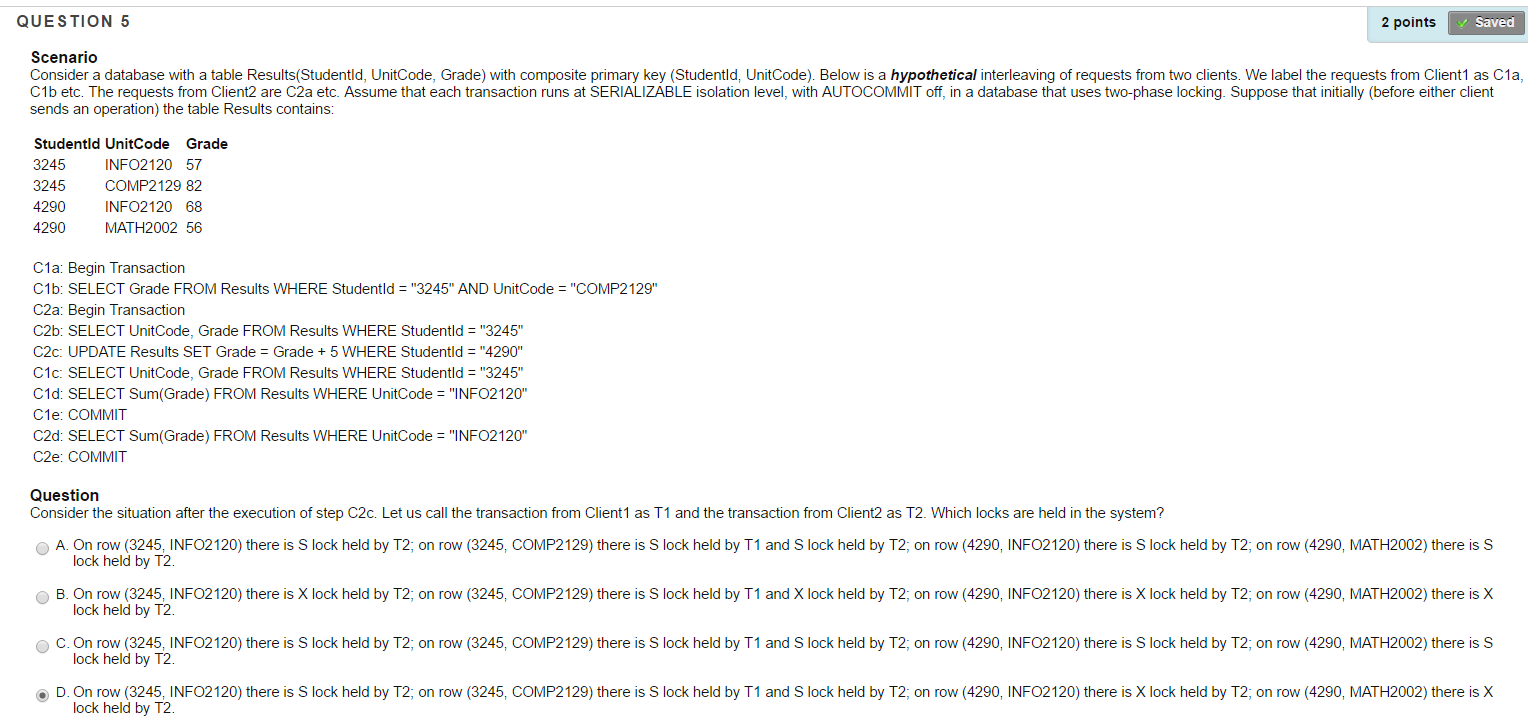 QUESTION 5
2 points
Saved
Scenario
Consider a database with a table Results(StudentId, UnitCode, Grade) with composite primary key (StudentId, UnitCode). Below is a hypothetical interleaving of requests from two clients. We label the requests from Client1 as C1a,
C1b etc. The requests from Client2 are C2a etc. Assume that each transaction runs at SERIALIZABLE isolation level, with AUTOCOMMIT off, in a database that uses two-phase locking. Suppose that initially (before either client
sends an operation) the table Results contains:
StudentId UnitCode Grade
3245 INFO2120 57
3245 COMP2129 82
4290 INFO2120 68
4290 MATH2002 56
C1a: Begin Transaction
C1b: SELECT Grade FROM Results WHERE StudentId = "3245" AND UnitCode = "COMP2129"
C2a: Begin Transaction
C2b: SELECT UnitCode, Grade FROM Results WHERE StudentId = "3245"
C2c: UPDATE Results SET Grade = Grade + 5 WHERE StudentId = "4290"
C1c: SELECT UnitCode, Grade FROM Results WHERE StudentId = "3245"
C1d: SELECT Sum(Grade) FROM Results WHERE UnitCode = "INFO2120"
C1e: COMMIT
C2d: SELECT Sum(Grade) FROM Results WHERE UnitCode = "INFO2120"
C2e: COMMIT
Question
Consider the situation after the execution of step C2c. Let us call the transaction from Client1 as T1 and the transaction from Client2 as T2. Which locks are held in the system?
A. On row (3245, INFO2120) there is S lock held by T2; on row (3245, COMP2129) there is S lock held by T1 and S lock held by T2; on row (4290, INFO2120) there is S lock held by T2; on row (4290, MATH2002) there is S
lock held by T2.
B. On row (3245, INFO2120) there is X lock held by T2; on row (3245, COMP2129) there is S lock held by T1 and X lock held by T2; on row (4290, INFO2120) there is X lock held by T2; on row (4290, MATH2002) there is X
lock held by T2.
C. On row (3245, INFO2120) there is S lock held by T2; on row (3245, COMP2129) there is S lock held by T1 and S lock held by T2; on row (4290, INFO2120) there is S lock held by T2; on row (4290, MATH2002) there is S
lock held by T2.
D. On row (3245, INFO2120) there is S lock held by T2; on row (3245, COMP2129) there is S lock held by T1 and S lock held by T2; on row (4290, INFO2120) there is X lock held by T2; on row (4290, MATH2002) there is X
lock held by T2.